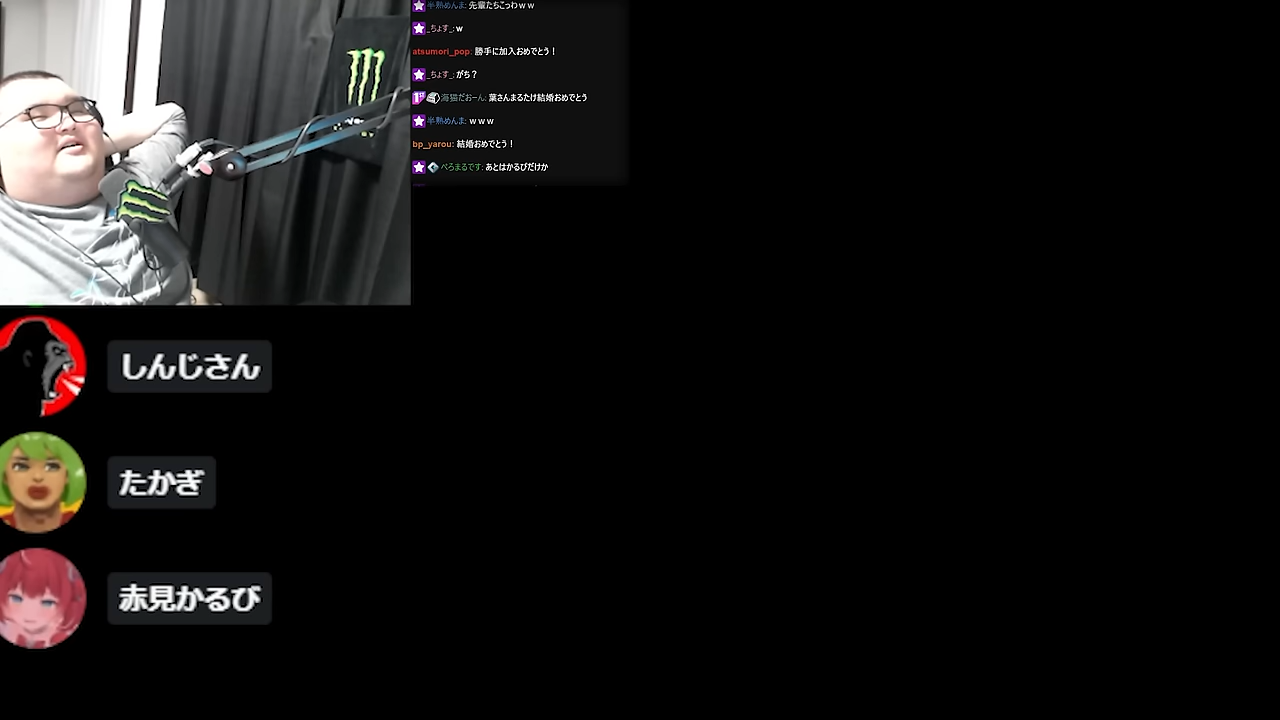 半熟めんま: 先輩たちこっわｗｗ
_ちょす_: w
atsumori_pop: 勝手に加入おめでとう！
_ちょす_: がち？
海猫だおーん: 葉さんまるたけ結婚おめでとう
半熟めんま: ｗｗｗ
bp_yarou: 結婚おめでとう！
ぺろまるです: あとはかるびだけか
しんじさん
たかぎ
赤見かるび